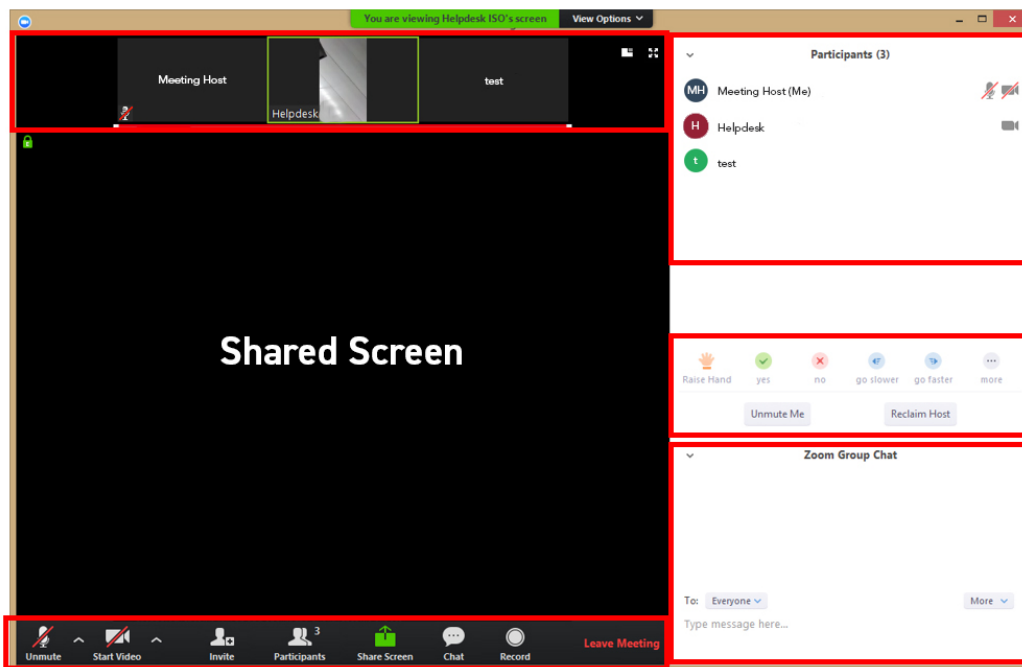 You are viewing Helpdesk ISO's screen View Options
Meeting Host
Helpdesk
test
Participants (3)
MH Meeting Host (Me)
H Helpdesk
t test
Shared Screen
Raise Hand yes no go slower go faster more
Unmute Me Reclaim Host
Zoom Group Chat
To: Everyone More
Type message here...
Unmute Start Video Invite Participants 3 Share Screen Chat Record Leave Meeting